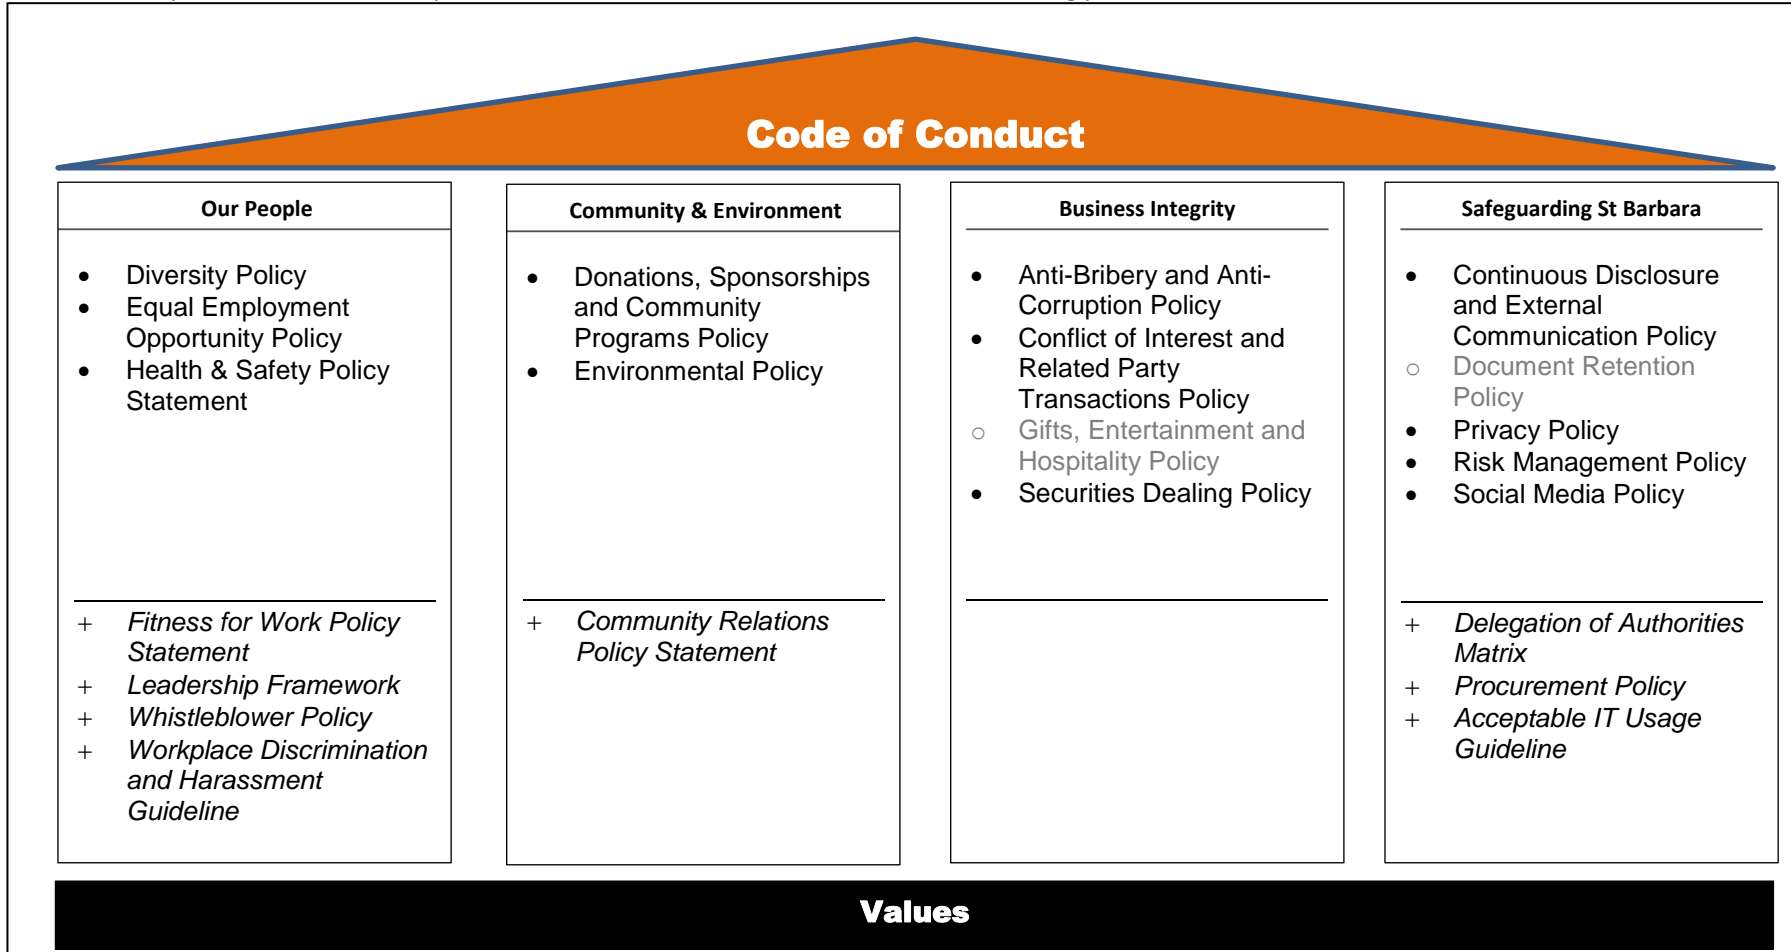 Code of Conduct
Our People
• Diversity Policy
• Equal Employment
Opportunity Policy
• Health & Safety Policy
Statement
+ Fitness for Work Policy
Statement
+ Leadership Framework
+ Whistleblower Policy
+ Workplace Discrimination
and Harassment
Guideline
Community & Environment
• Donations, Sponsorships
and Community
Programs Policy
• Environmental Policy
+ Community Relations
Policy Statement
Business Integrity
• Anti-Bribery and Anti-
Corruption Policy
• Conflict of Interest and
Related Party
Transactions Policy
○ Gifts, Entertainment and
Hospitality Policy
• Securities Dealing Policy
Safeguarding St Barbara
• Continuous Disclosure
and External
Communication Policy
○ Document Retention
Policy
• Privacy Policy
• Risk Management Policy
• Social Media Policy
+ Delegation of Authorities
Matrix
+ Procurement Policy
+ Acceptable IT Usage
Guideline
Values